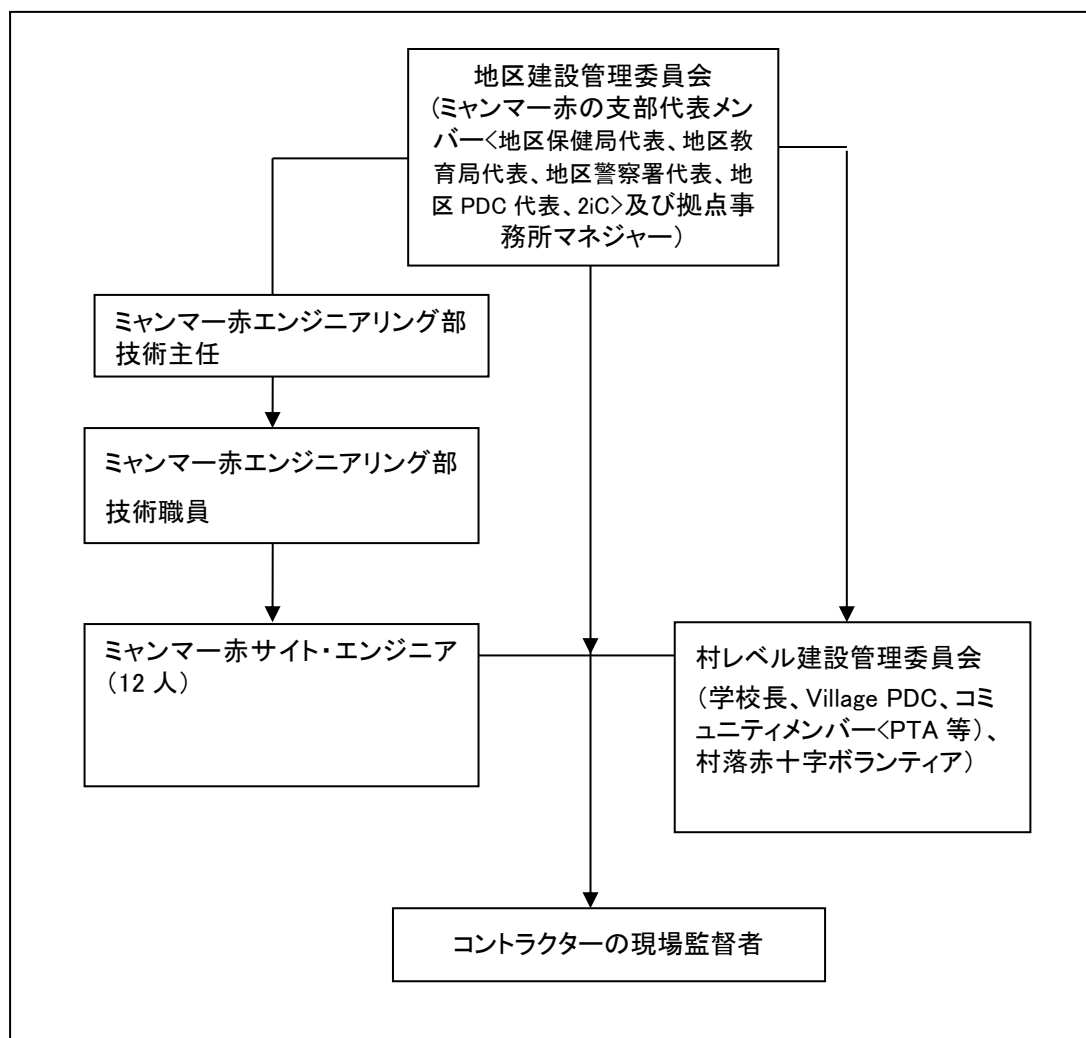 地区建設管理委員会
(ミャンマー赤の支部代表メン
バー<地区保健局代表、地区教
育局代表、地区警察署代表、地
区 PDC 代表、2iC>及び拠点事
務所マネジャー)
ミャンマー赤エンジニアリング部
技術主任
ミャンマー赤エンジニアリング部
技術職員
ミャンマー赤サイト・エンジニア
(12 人)
村レベル建設管理委員会
(学校長、Village PDC、コミ
ュニティメンバー<PTA 等)、
村落赤十字ボランティア)
コントラクターの現場監督者